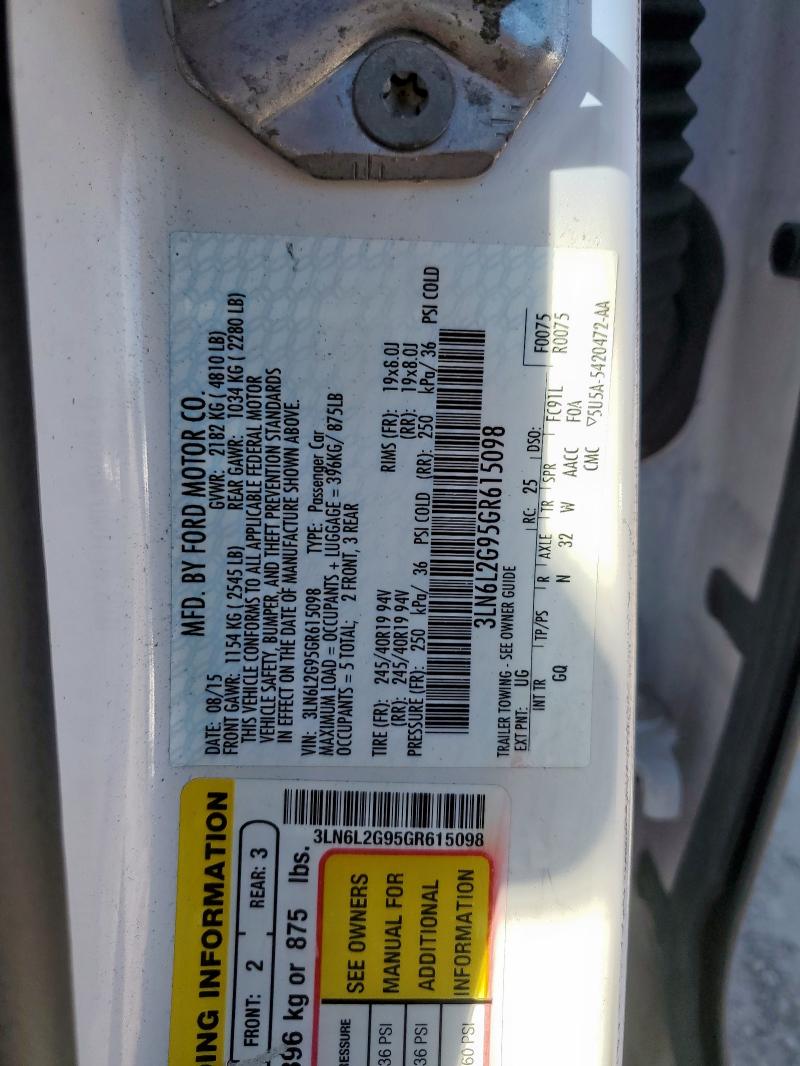 MFD. BY FORD MOTOR CO.
DATE: 08/15 GVWR: 2182 KG ( 4810 LB)
FRONT GAWR: 1154 KG ( 2545 LB) REAR GAWR: 1034 KG ( 2280 LB)
THIS VEHICLE CONFORMS TO ALL APPLICABLE FEDERAL MOTOR
VEHICLE SAFETY, BUMPER, AND THEFT PREVENTION STANDARDS
IN EFFECT ON THE DATE OF MANUFACTURE SHOWN ABOVE.
VIN: 3LN6L2G95GR615098 TYPE: Passenger Car
MAXIMUM LOAD = OCCUPANTS + LUGGAGE = 396KG/ 875LB
OCCUPANTS = 5 TOTAL; 2 FRONT, 3 REAR
TIRE (FR): 245/40R19 94V RIMS (FR): 19x8.0J
(RR): 245/40R19 94V (RR): 19x8.0J
PRESSURE (FR): 250 kPa/ 36 PSI COLD (RR): 250 kPa/ 36 PSI COLD
3LN6L2G95GR615098
TRAILER TOWING - SEE OWNER GUIDE
EXT PNT: UG RC: 25 DSO: F0075
INT TR TP/PS R AXLE TR SPR FC91L R0075
GQ N 32 W AACC F0A
CMC ▽5U5A-5420472-AA
DING INFORMATION
3LN6L2G95GR615098
FRONT: 2 REAR: 3
396 kg or 875 lbs.
RESSURE SEE OWNERS
36 PSI MANUAL FOR
36 PSI ADDITIONAL
60 PSI INFORMATION